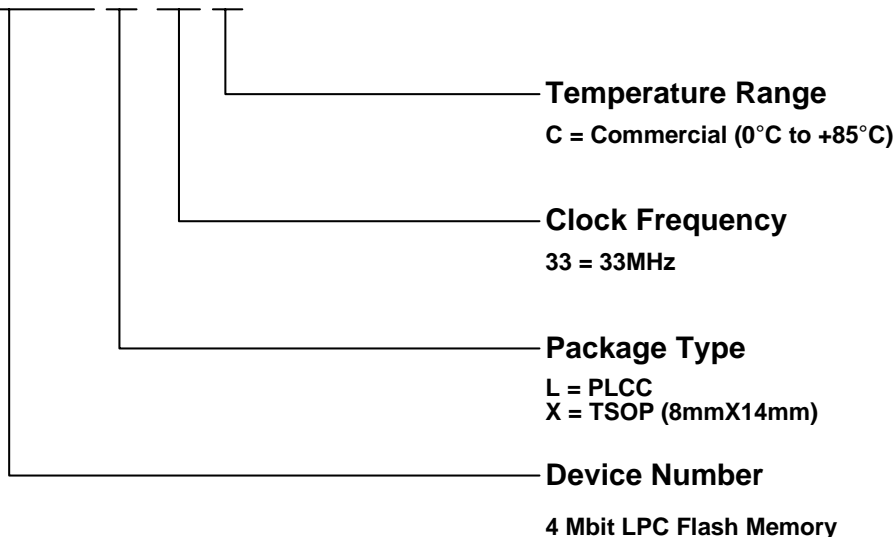 Temperature Range
C = Commercial (0°C to +85°C)
Clock Frequency
33 = 33MHz
Package Type
L = PLCC
X = TSOP (8mmX14mm)
Device Number
4 Mbit LPC Flash Memory